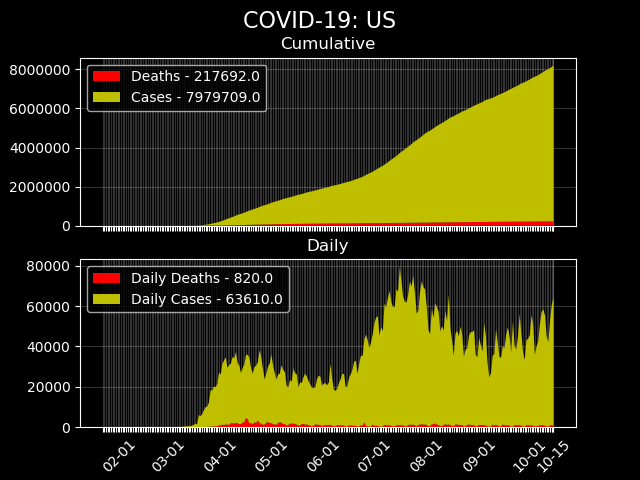 COVID-19: US
Cumulative
Deaths - 217692.0
Cases - 7979709.0
8000000
6000000
4000000
2000000
0
Daily
Daily Deaths - 820.0
Daily Cases - 63610.0
80000
60000
40000
20000
0
02-01 03-01 04-01 05-01 06-01 07-01 08-01 09-01 10-01 10-15